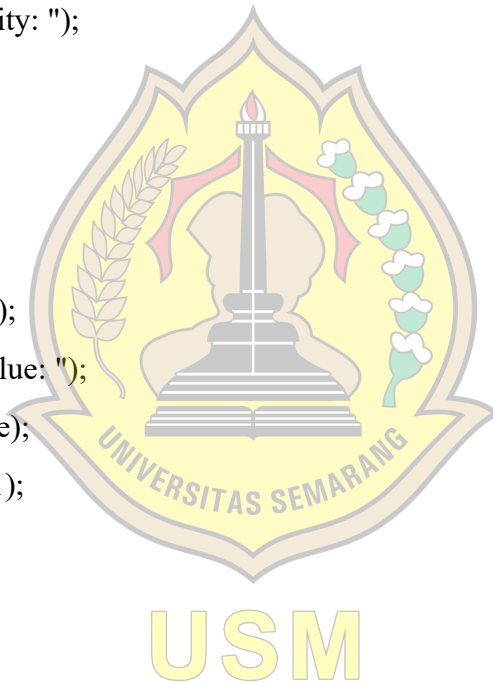 ity: ");
);
lue: ");
e);
);
UNIVERSITAS SEMARANG
USM